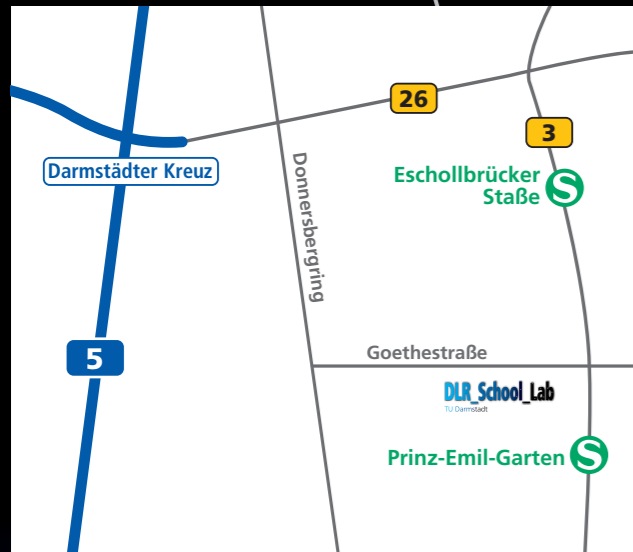 26
3
Darmstädter Kreuz
Eschollbrücker
Staße
S
Donnersbergring
5
Goethestraße
DLR_School_Lab
TU Darmstadt
Prinz-Emil-Garten
S